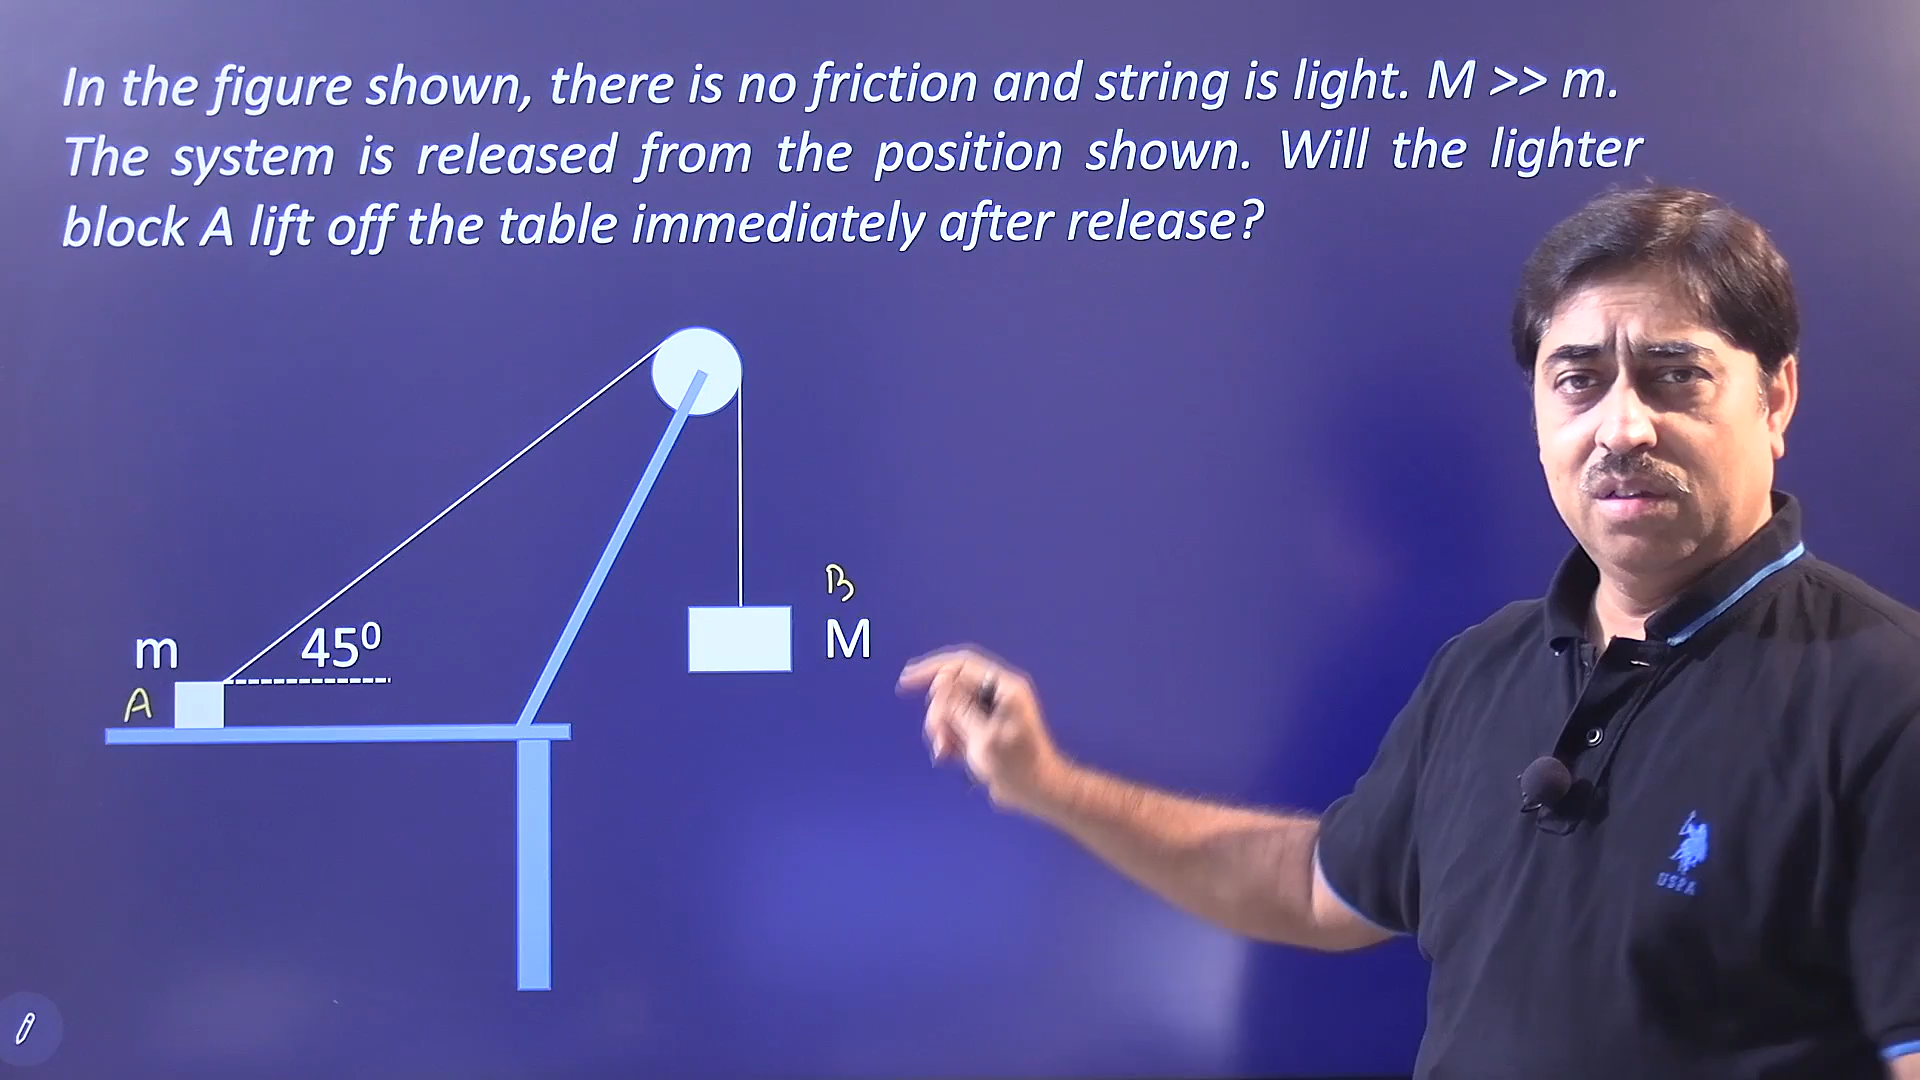 In the figure shown, there is no friction and string is light. M >> m.
The system is released from the position shown. Will the lighter
block A lift off the table immediately after release?
B
m
45⁰
M
A
USPA